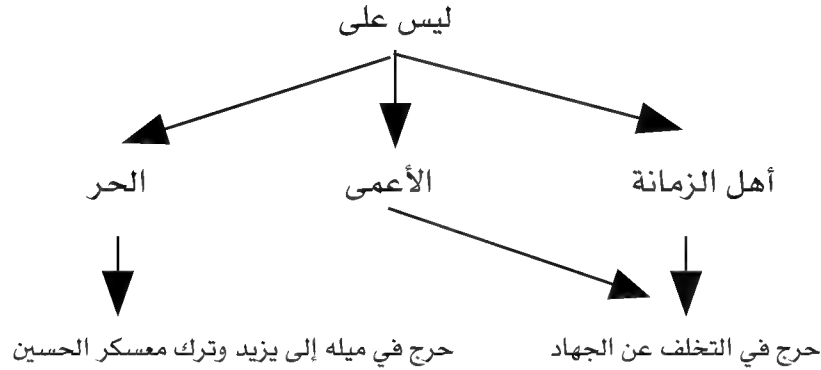 ليس على
أهل الزمانة
الأعمى
الحر
حرج في التخلف عن الجهاد
حرج في ميله إلى يزيد وترك معسكر الحسين